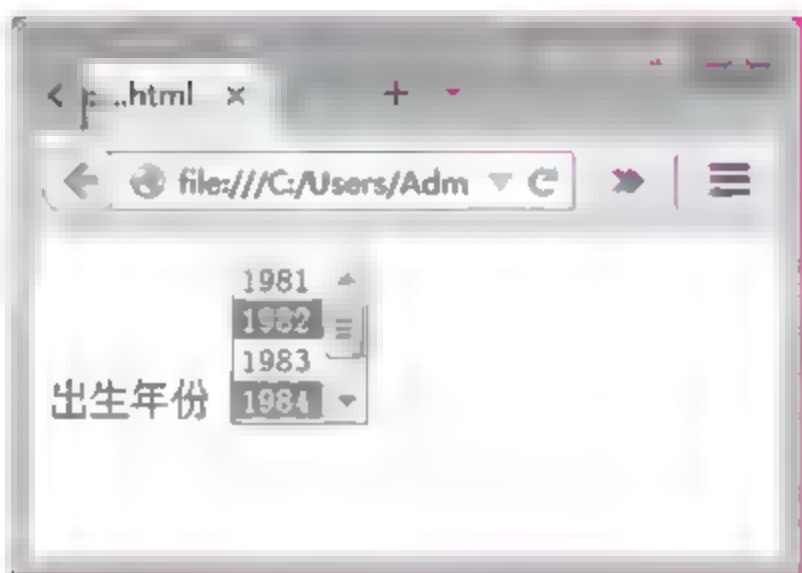 ..html ×
file:///C:/Users/Adm
1981
1982
1983
出生年份 1984